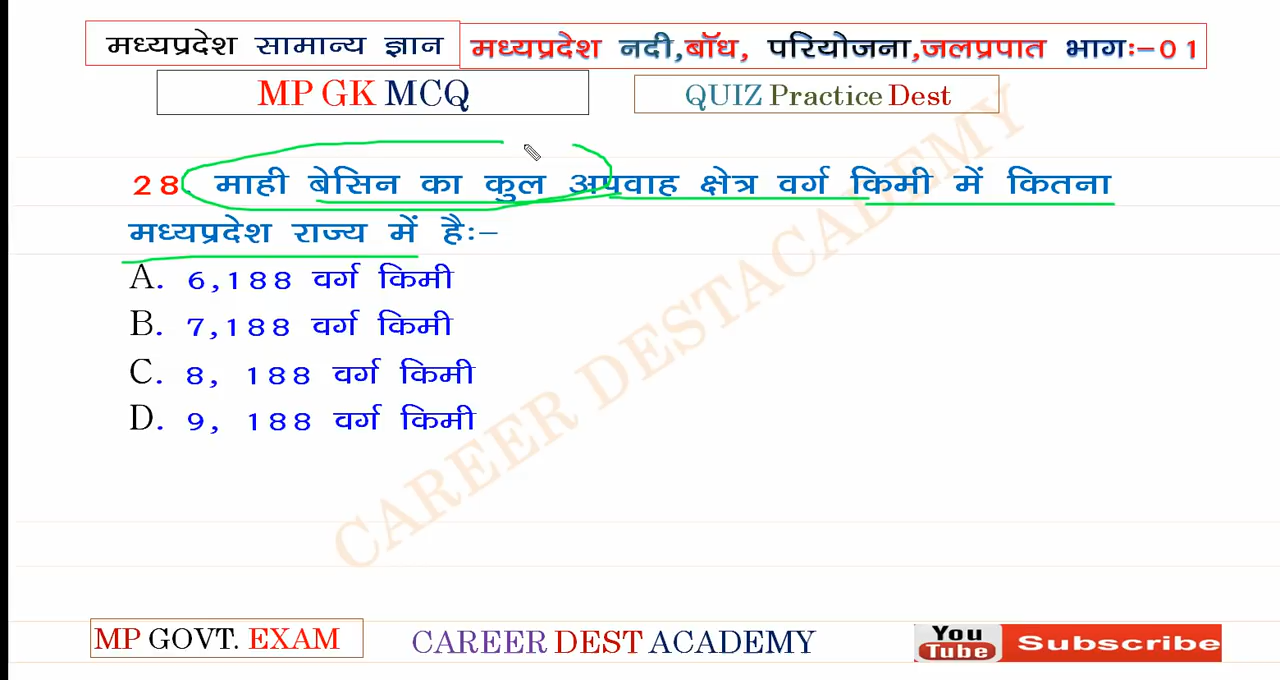 मध्यप्रदेश सामान्य ज्ञान
मध्यप्रदेश नदी,बॉध, परियोजना,जलप्रपात भागः-01
MP GK MCQ
QUIZ Practice Dest
28. माही बेसिन का कुल अपवाह क्षेत्र वर्ग किमी में कितना
मध्यप्रदेश राज्य में हैः-
A. 6,188 वर्ग किमी
B. 7,188 वर्ग किमी
C. 8, 188 वर्ग किमी
D. 9, 188 वर्ग किमी
CAREER DESTACADEMY
MP GOVT. EXAM
CAREER DEST ACADEMY
You Tube Subscribe